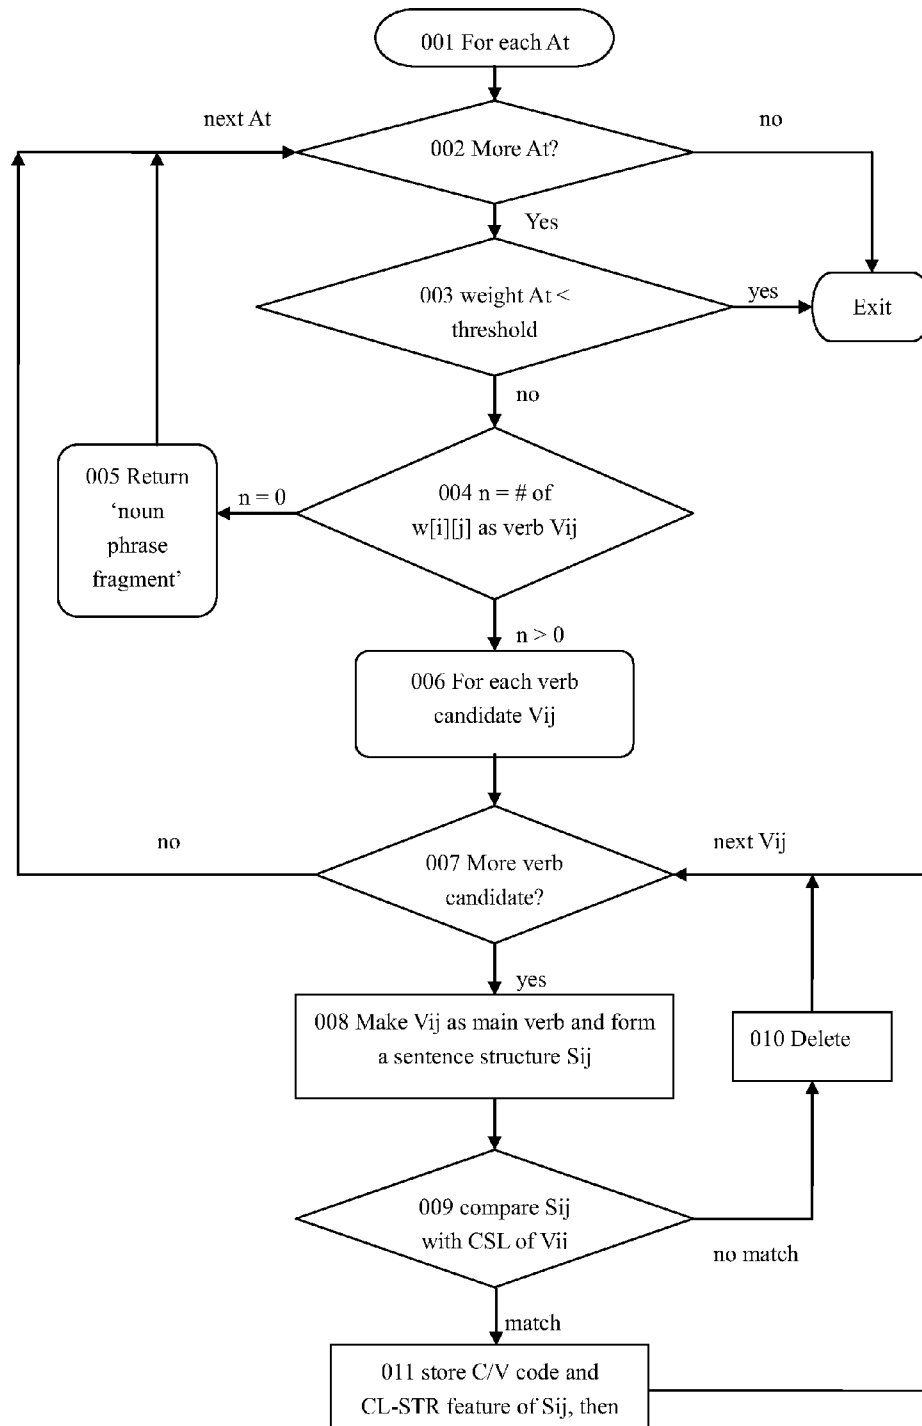 001 For each At
next At
no
002 More At?
Yes
003 weight At <
threshold
yes
Exit
no
005 Return
‘noun
phrase
fragment’
n = 0
004 n = # of
w[i][j] as verb Vij
n > 0
006 For each verb
candidate Vij
no
next Vij
007 More verb
candidate?
yes
008 Make Vij as main verb and form
a sentence structure Sij
010 Delete
009 compare Sij
with CSL of Vij
no match
match
011 store C/V code and
CL-STR feature of Sij, then